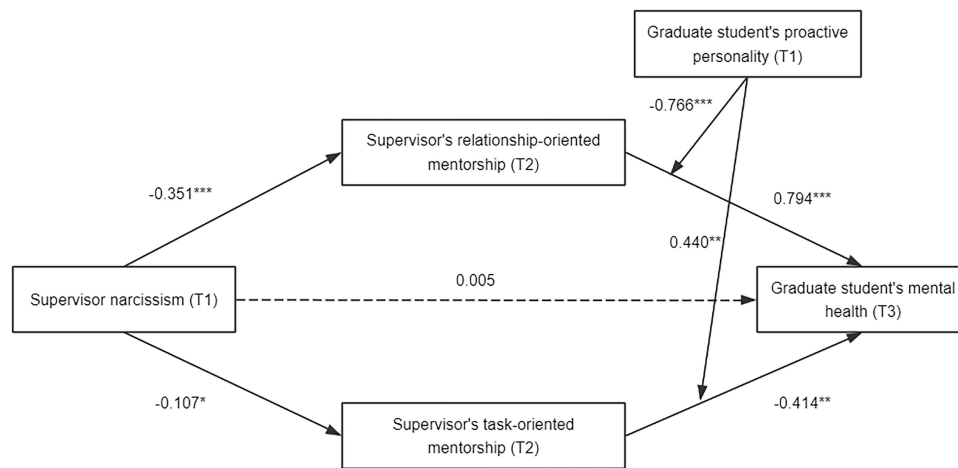 Graduate student's proactive
personality (T1)
-0.766***
Supervisor's relationship-oriented
mentorship (T2)
-0.351***
0.794***
0.440**
Supervisor narcissism (T1)
0.005
Graduate student's mental
health (T3)
-0.107*
-0.414**
Supervisor's task-oriented
mentorship (T2)